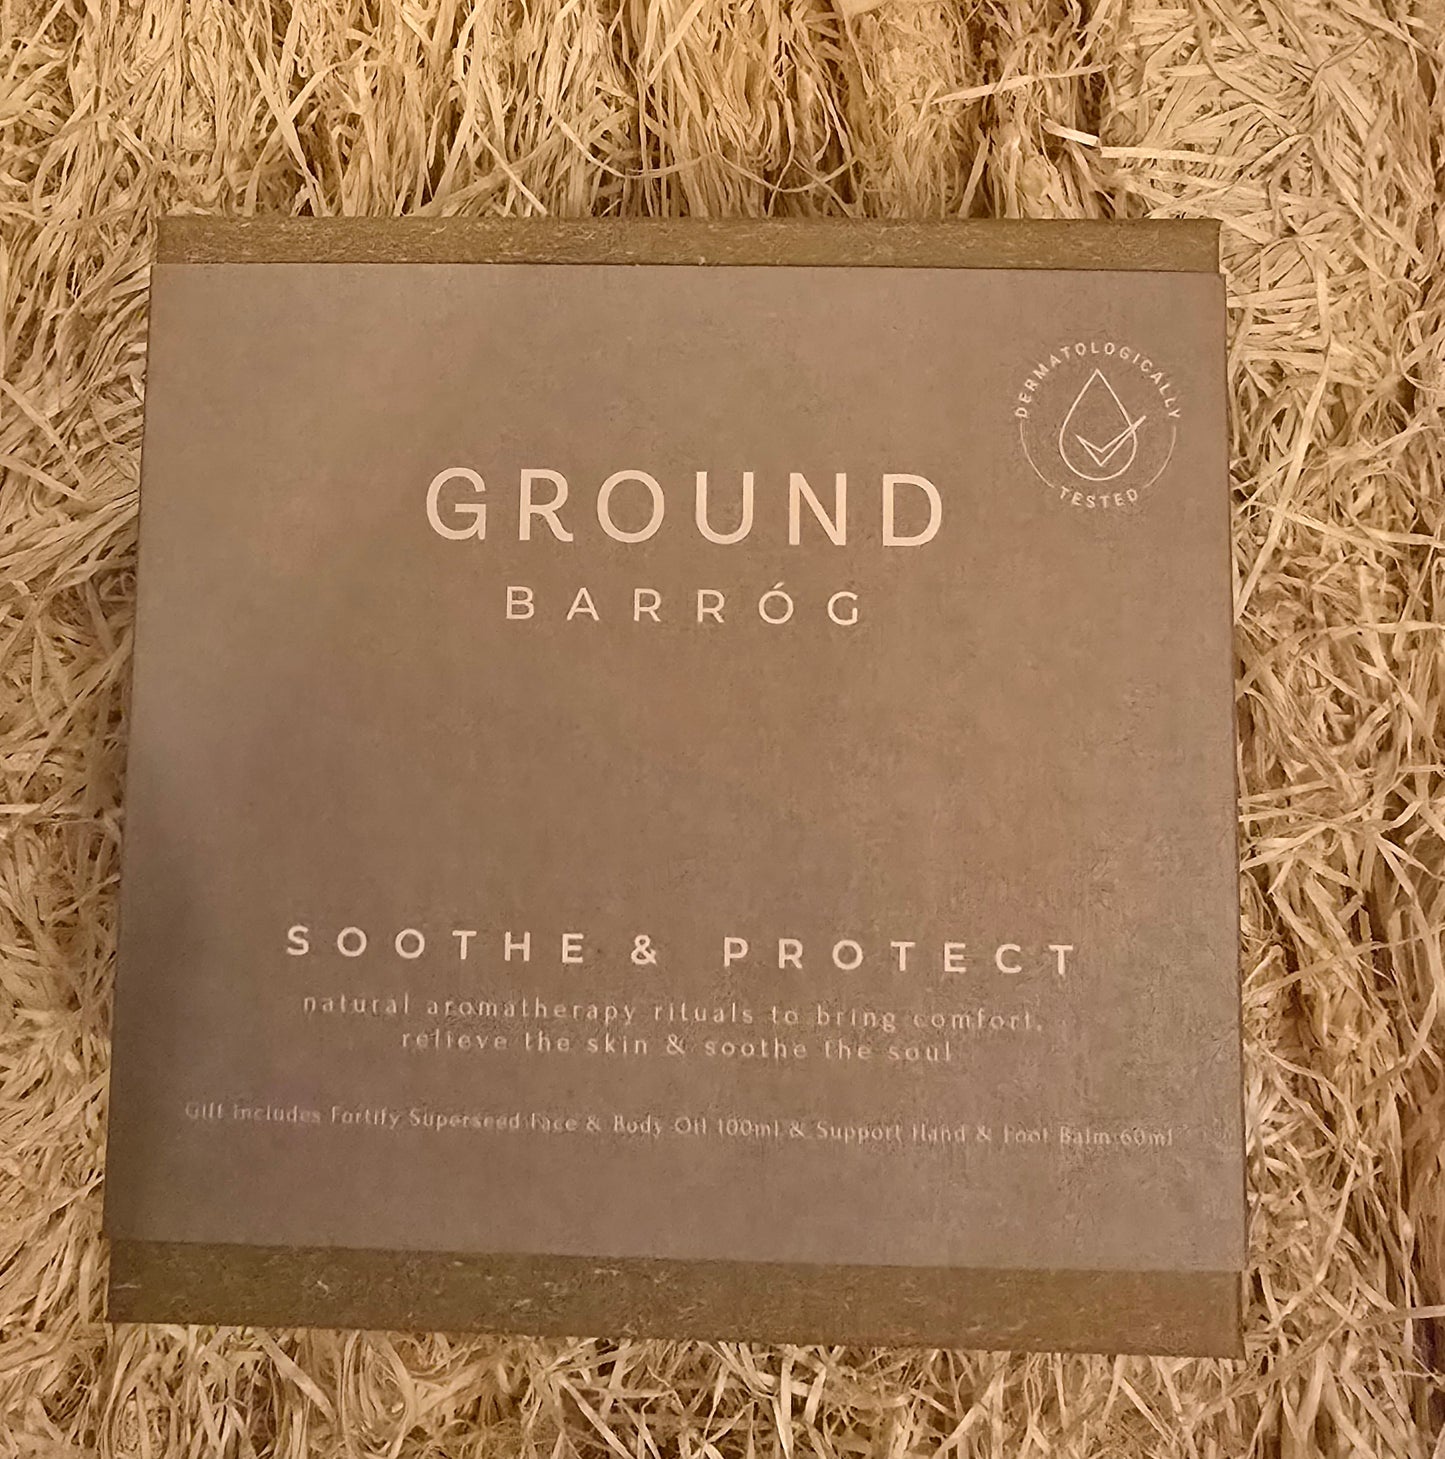 DERMATOLOGICALLY
TESTED
GROUND
BARRÓG
SOOTHE & PROTECT
natural aromatherapy rituals to bring comfort,
relieve the skin & soothe the soul
Gift includes Fortify Superseed Face & Body Oil 100ml & Support Hand & Foot Balm 60ml